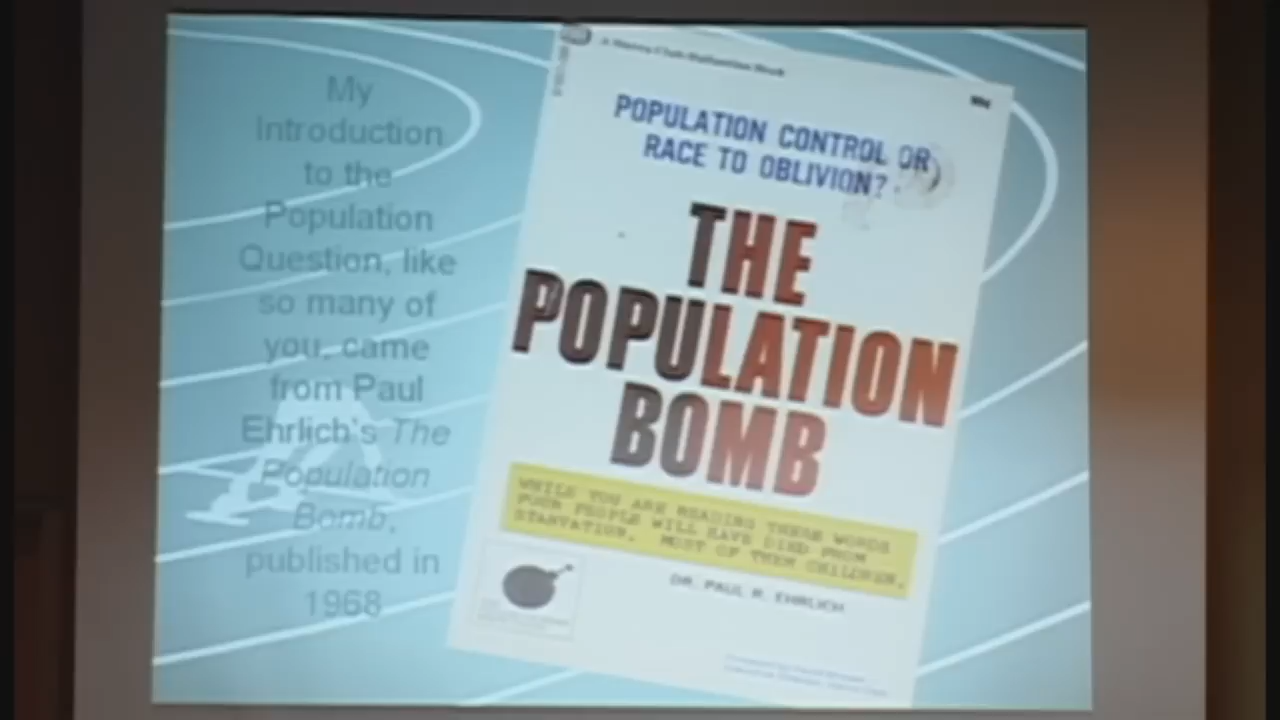 My
Introduction
to the
Population
Question, like
so many of
you, came
from Paul
Ehrlich's The
Population
Bomb,
published in
1968
POPULATION CONTROL OR
RACE TO OBLIVION?
THE
POPULATION
BOMB
WHILE YOU ARE READING THESE WORDS
FOUR PEOPLE WILL HAVE DIED FROM
STARVATION. MOST OF THEM CHILDREN.
DR. PAUL R. EHRLICH